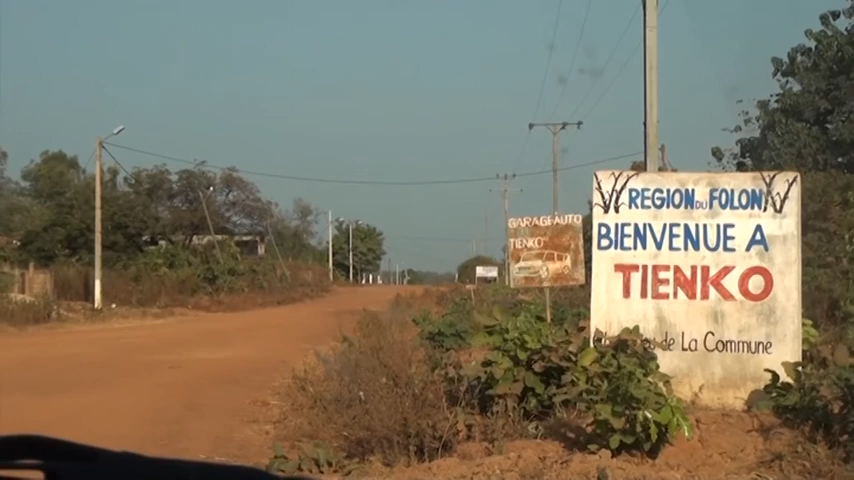 GARAGE AUTO
TIENKO
REGION DU FOLON
BIENVENUE A
TIENKO
de La Commune